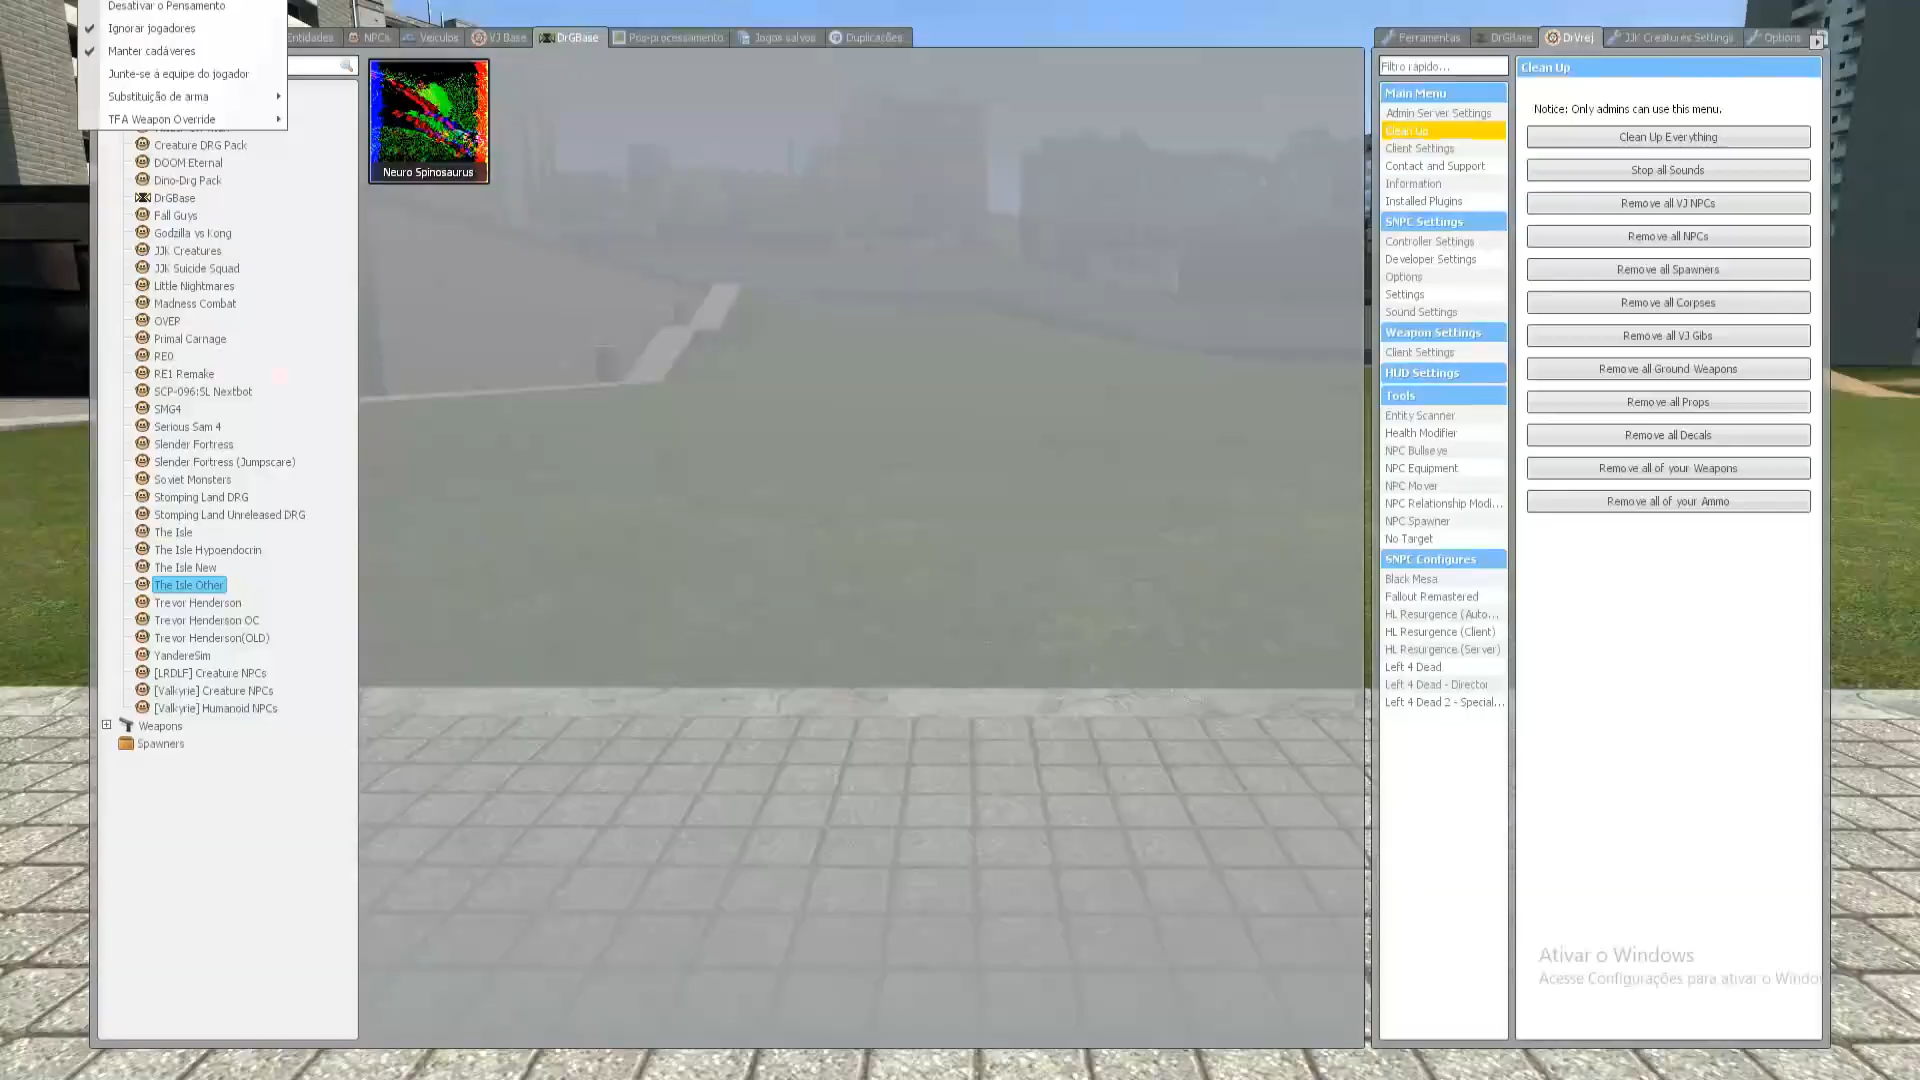 Desativar o Pensamento
Ignorar jogadores
Manter cadáveres
Junte-se à equipe do jogador
Substituição de arma
TFA Weapon Override
Entidades
NPCs
Veículos
VJ Base
DrGBase
Pós-processamento
Jogos salvos
Duplicações
Creature DRG Pack
DOOM Eternal
Dino-Drg Pack
DrGBase
Fall Guys
Godzilla vs Kong
JJK Creatures
JJK Suicide Squad
Little Nightmares
Madness Combat
OVER
Primal Carnage
RE0
RE1 Remake
SCP-096:SL Nextbot
SMG4
Serious Sam 4
Slender Fortress
Slender Fortress (Jumpscare)
Soviet Monsters
Stomping Land DRG
Stomping Land Unreleased DRG
The Isle
The Isle Hypoendocrin
The Isle New
The Isle Other
Trevor Henderson
Trevor Henderson OC
Trevor Henderson(OLD)
YandereSim
[LRDLF] Creature NPCs
[Valkyrie] Creature NPCs
[Valkyrie] Humanoid NPCs
Weapons
Spawners
Neuro Spinosaurus
Ferramentas
DrGBase
DrVrej
JJK Creatures Settings
Options
Filtro rápido...
Main Menu
Admin Server Settings
Clean Up
Client Settings
Contact and Support
Information
Installed Plugins
SNPC Settings
Controller Settings
Developer Settings
Options
Settings
Sound Settings
Weapon Settings
Client Settings
HUD Settings
Tools
Entity Scanner
Health Modifier
NPC Bullseye
NPC Equipment
NPC Mover
NPC Relationship Modi...
NPC Spawner
No Target
SNPC Configures
Black Mesa
Fallout Remastered
HL Resurgence (Auto...
HL Resurgence (Client)
HL Resurgence (Server)
Left 4 Dead
Left 4 Dead - Director
Left 4 Dead 2 - Special...
Clean Up
Notice: Only admins can use this menu.
Clean Up Everything
Stop all Sounds
Remove all VJ NPCs
Remove all NPCs
Remove all Spawners
Remove all Corpses
Remove all VJ Gibs
Remove all Ground Weapons
Remove all Props
Remove all Decals
Remove all of your Weapons
Remove all of your Ammo
Ativar o Windows
Acesse Configurações para ativar o Windo